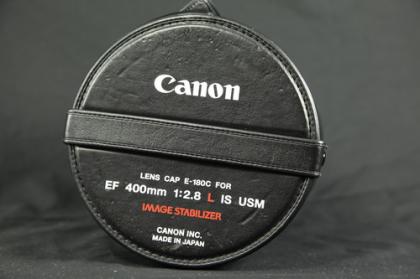 Canon
LENS CAP E-180C FOR
EF 400mm 1:2.8 L IS USM
IMAGE STABILIZER
CANON INC.
MADE IN JAPAN